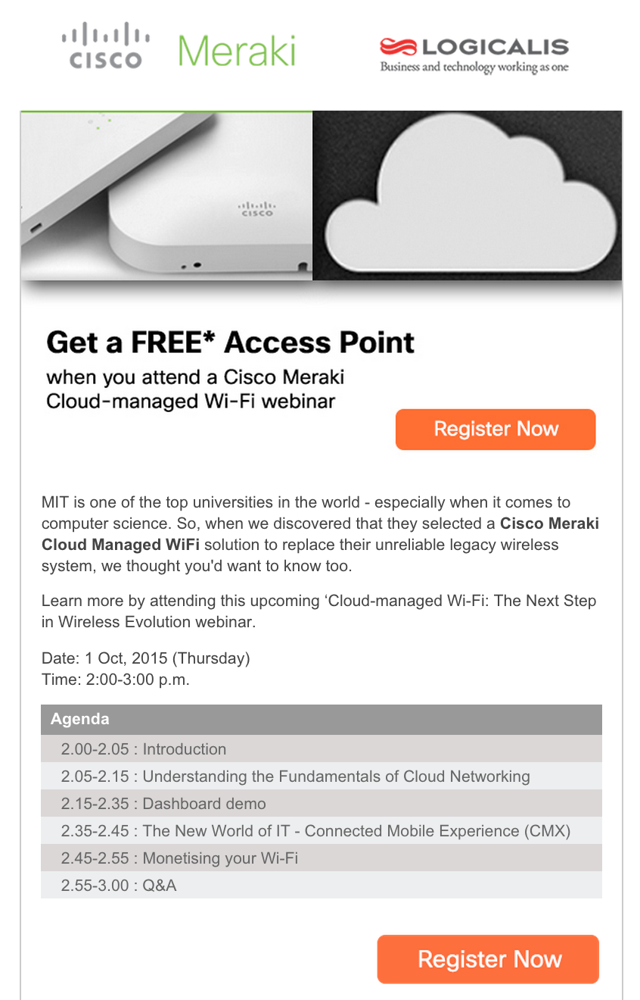 CISCO Meraki
LOGICALIS
Business and technology working as one
CISCO
Get a FREE* Access Point
when you attend a Cisco Meraki
Cloud-managed Wi-Fi webinar
Register Now
MIT is one of the top universities in the world - especially when it comes to
computer science. So, when we discovered that they selected a Cisco Meraki
Cloud Managed WiFi solution to replace their unreliable legacy wireless
system, we thought you'd want to know too.
Learn more by attending this upcoming ‘Cloud-managed Wi-Fi: The Next Step
in Wireless Evolution webinar.
Date: 1 Oct, 2015 (Thursday)
Time: 2:00-3:00 p.m.
Agenda
2.00-2.05 : Introduction
2.05-2.15 : Understanding the Fundamentals of Cloud Networking
2.15-2.35 : Dashboard demo
2.35-2.45 : The New World of IT - Connected Mobile Experience (CMX)
2.45-2.55 : Monetising your Wi-Fi
2.55-3.00 : Q&A
Register Now